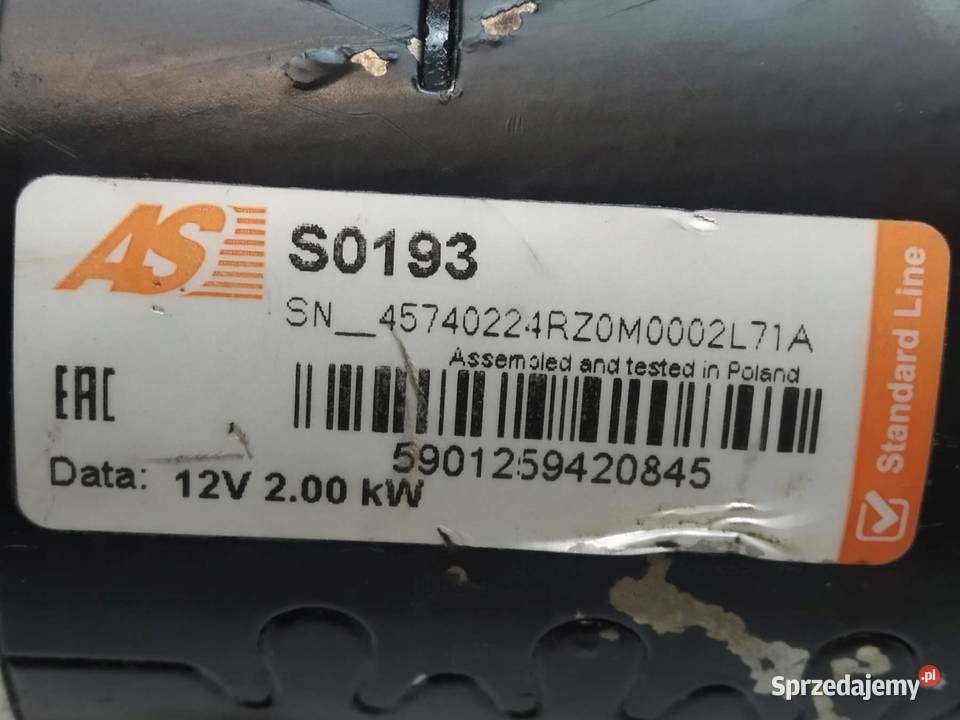 AS
S0193
SN__45740224RZ0M0002L71A
Assembled and tested in Poland
EAC
5901259420845
Data: 12V 2.00 kW
Standard Line
Sprzedajemy.pl